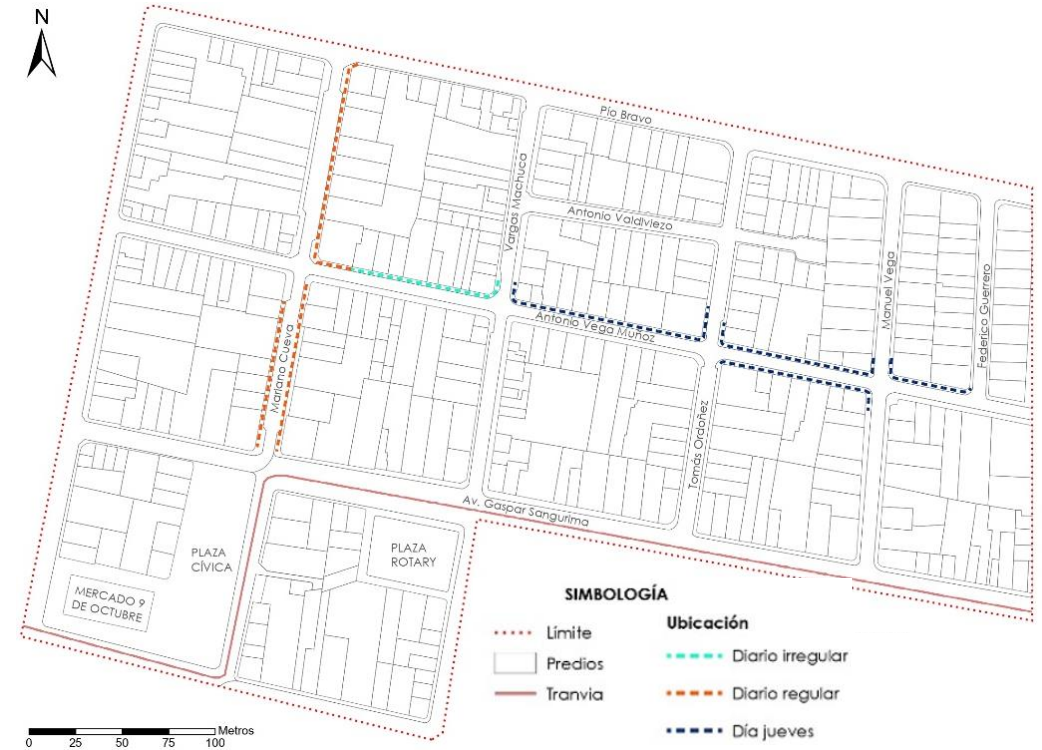 N
Pío Bravo
Vargas Machuca
Antonio Valdiviezo
Manuel Vega
Federico Guerrero
Antonio Vega Muñoz
Mariano Cueva
Tomás Ordoñez
Av. Gaspar Sangurima
PLAZA
CÍVICA
PLAZA
ROTARY
MERCADO 9
DE OCTUBRE
SIMBOLOGÍA
Límite
Predios
Tranvia
Ubicación
Diario irregular
Diario regular
Día jueves
Metros
0 25 50 75 100